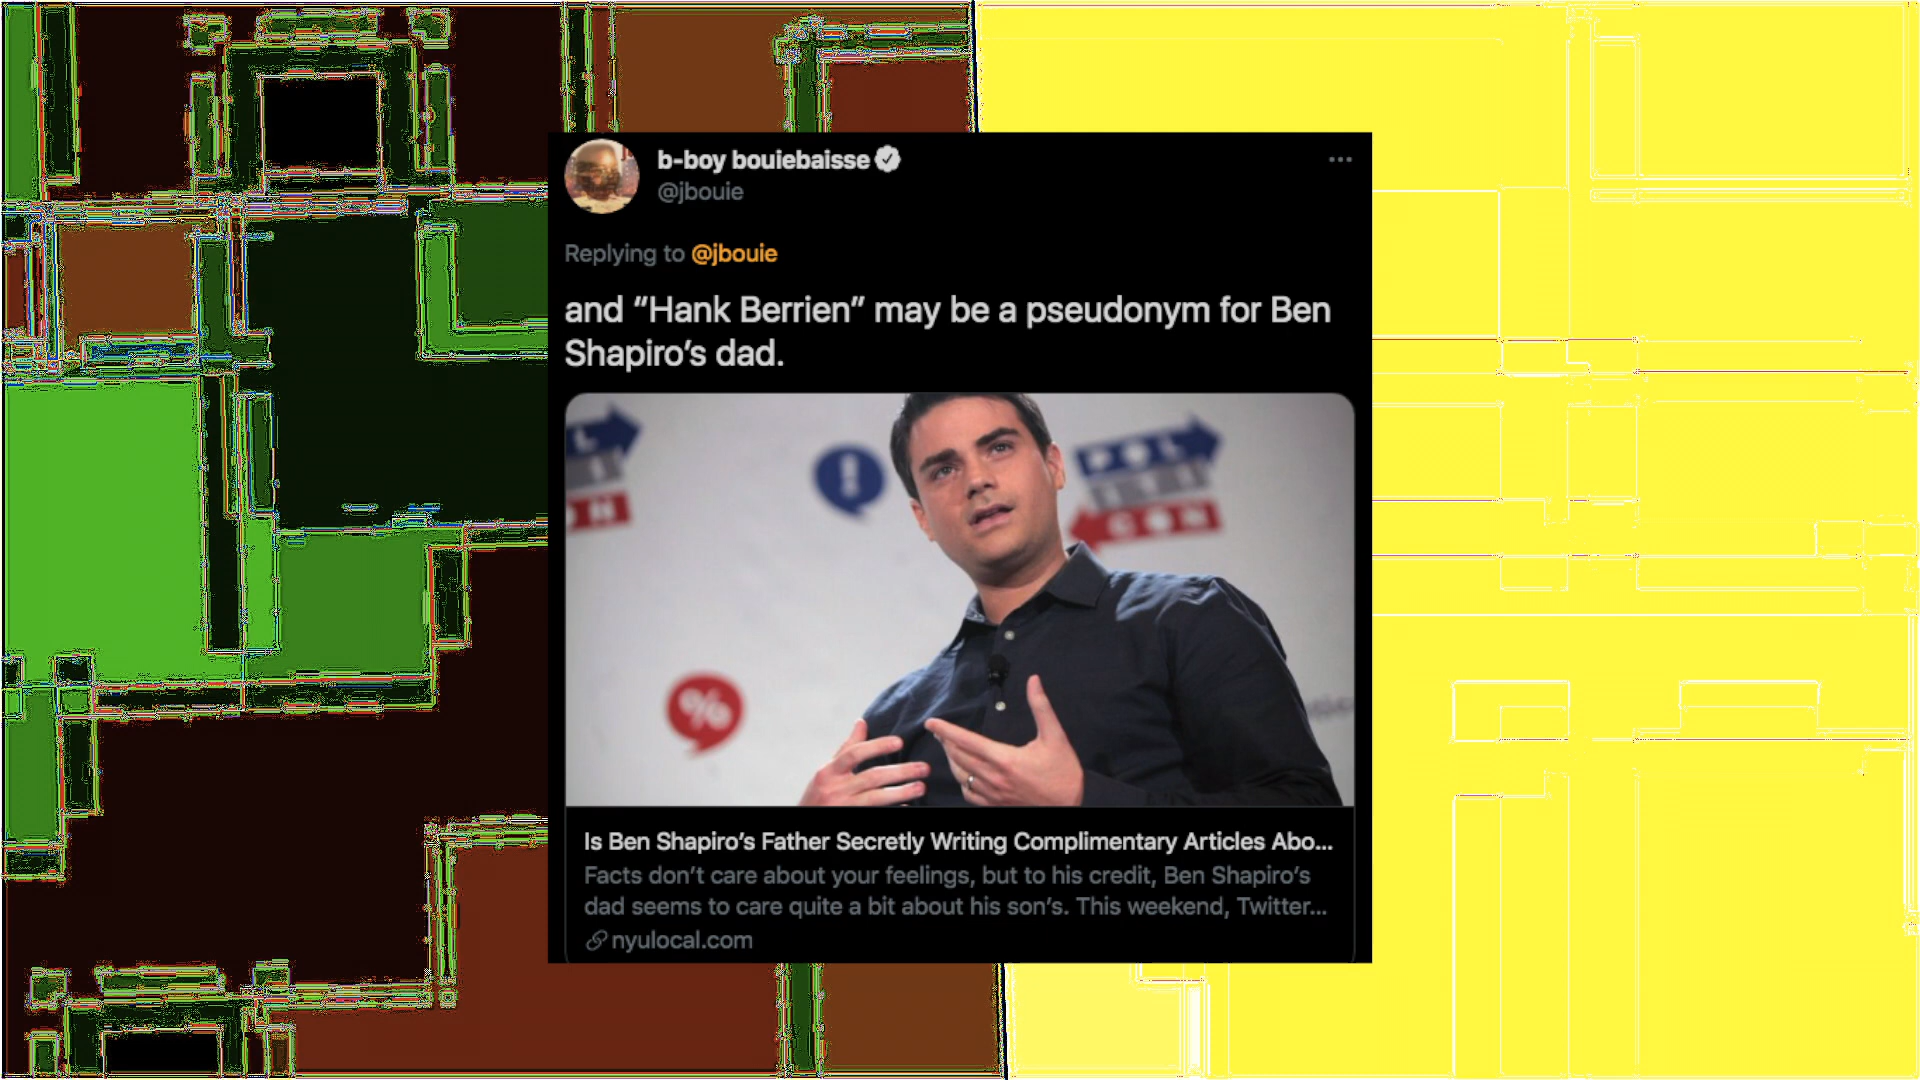 b-boy bouiebaisse
@jbouie
Replying to @jbouie
and “Hank Berrien” may be a pseudonym for Ben
Shapiro’s dad.
POL
CON
%
Is Ben Shapiro’s Father Secretly Writing Complimentary Articles Abo...
Facts don’t care about your feelings, but to his credit, Ben Shapiro’s
dad seems to care quite a bit about his son’s. This weekend, Twitter...
nyulocal.com